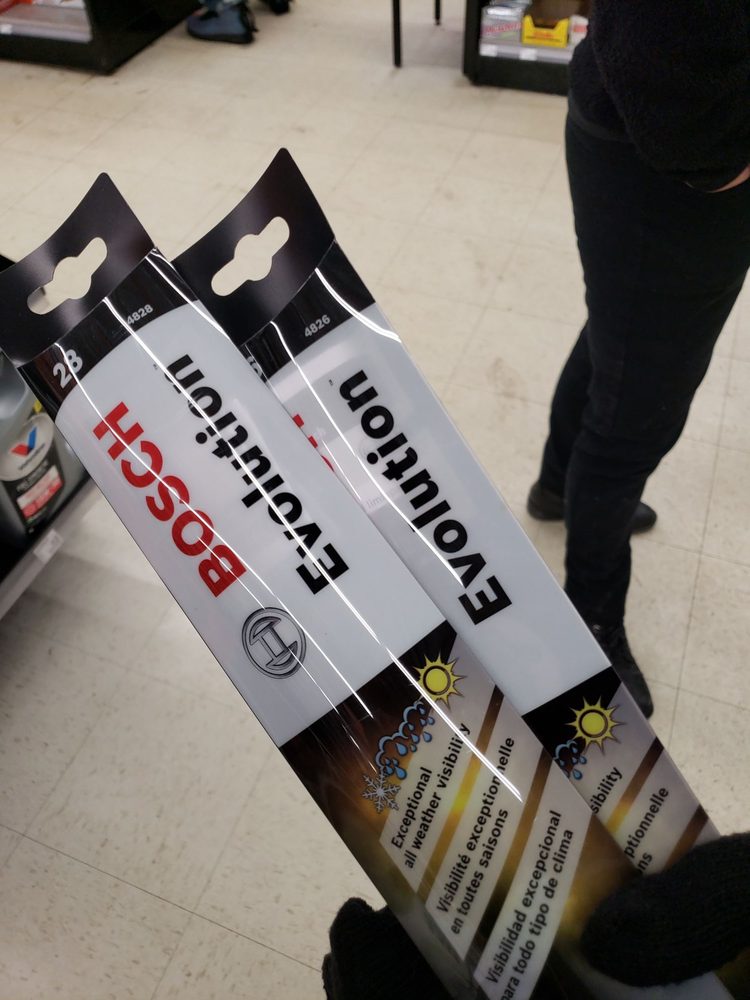 28
4828
BOSCH
Evolution
Exceptional
all weather visibility
Visibilité exceptionnelle
en toutes saisons
Visibilidad excepcional
para todo tipo de clima
4826
Evolution